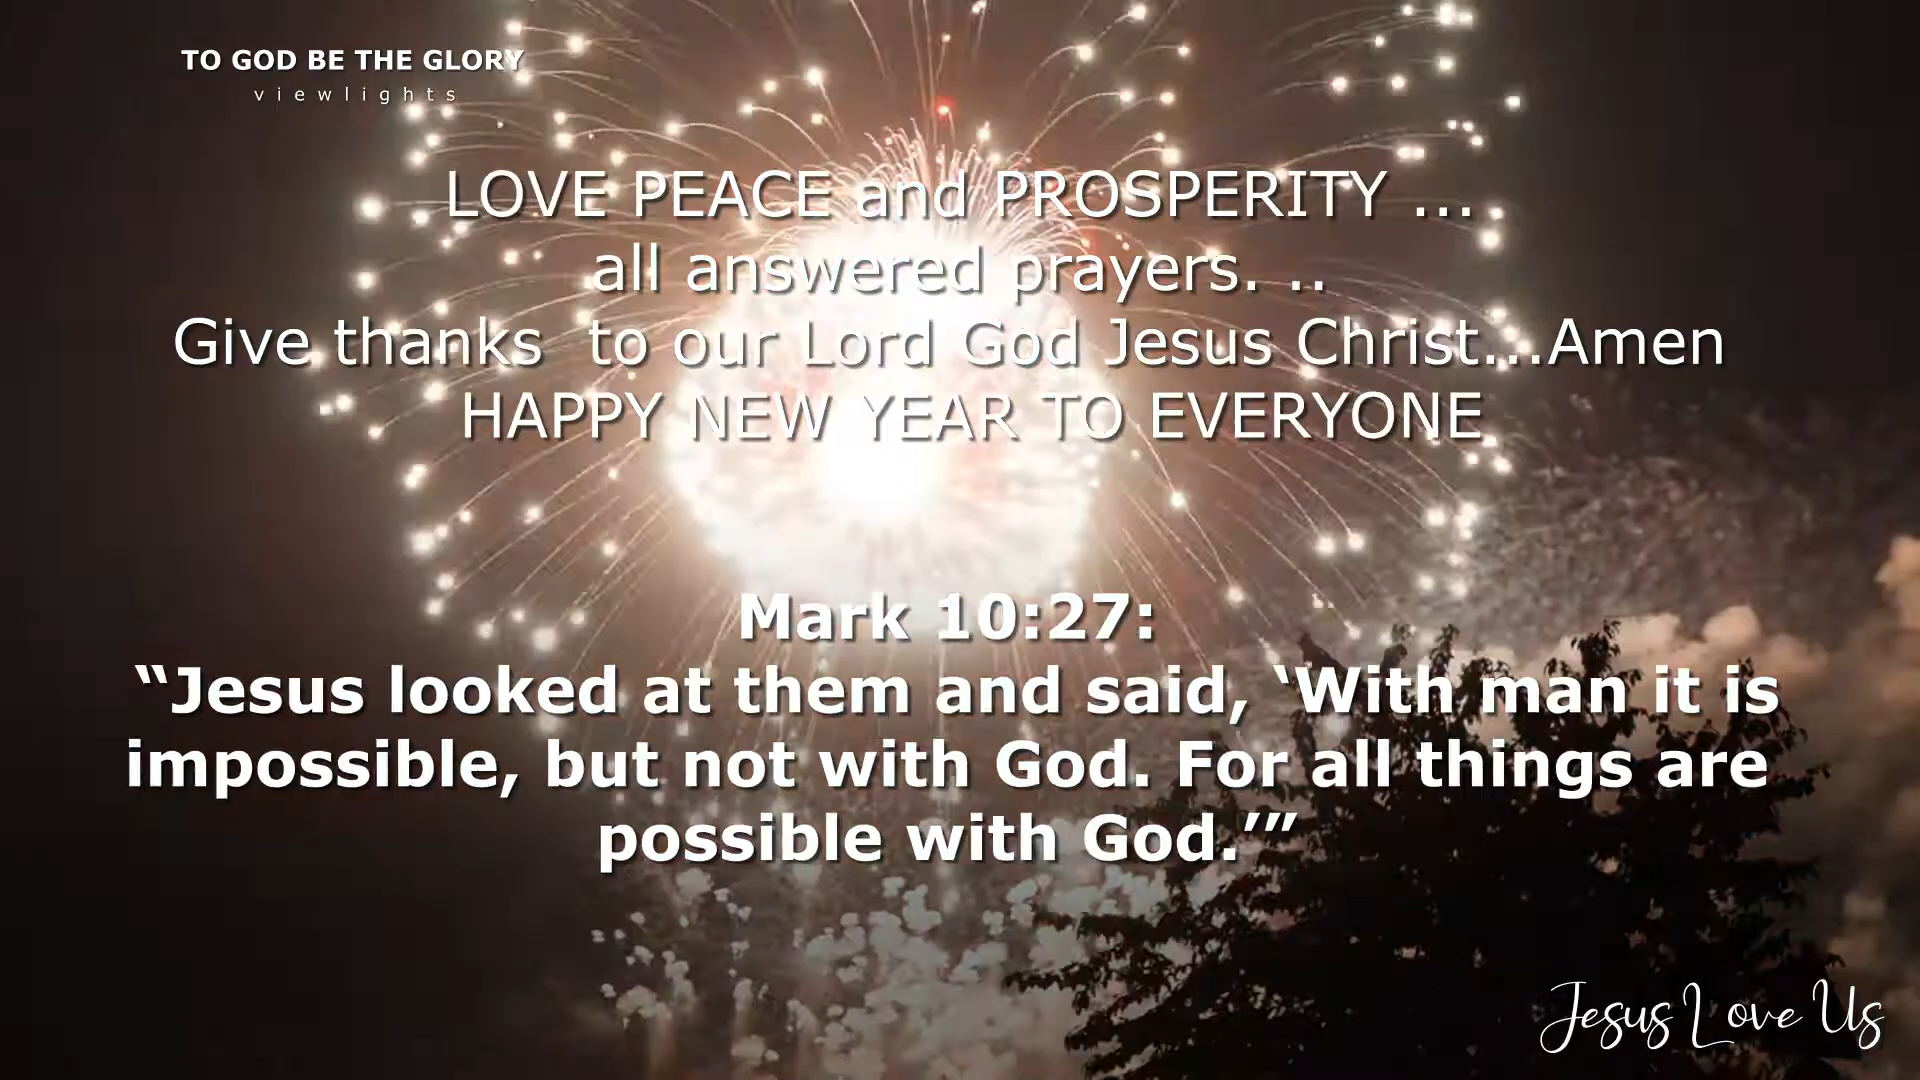 TO GOD BE THE GLORY
viewlights
LOVE PEACE and PROSPERITY ...
all answered prayers. ..
Give thanks  to our Lord God Jesus Christ...Amen
HAPPY NEW YEAR TO EVERYONE
Mark 10:27:
“Jesus looked at them and said, ‘With man it is
impossible, but not with God. For all things are
possible with God.’”
Jesus Love Us